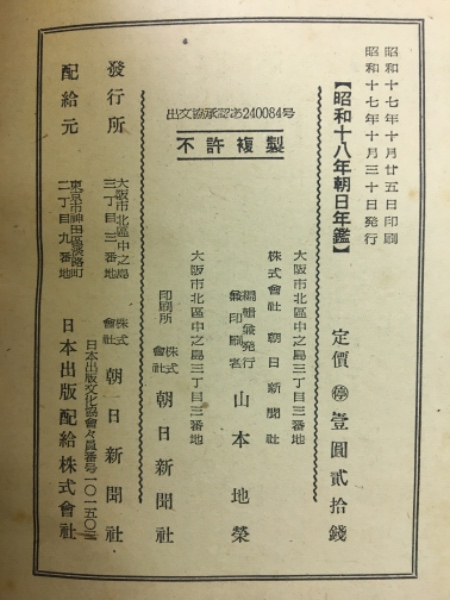 昭和十七年十月廿五日印刷
昭和十七年十月三十日発行
【昭和十八年朝日年鑑】
定價 ㊡ 壹圓貳拾錢
出文協承認あ240084号
不許複製
大阪市北區中之島三丁目三番地
株式會社 朝日新聞社
編輯兼発行
兼印刷者 山本地榮
大阪市北區中之島三丁目三番地
印刷所 株式會社 朝日新聞社
發行所 大阪市北區中之島三丁目三番地 株式會社 朝日新聞社
日本出版文化協會々員番号一〇一五〇三
配給元 東京市神田區淡路町二丁目九番地 日本出版配給株式會社